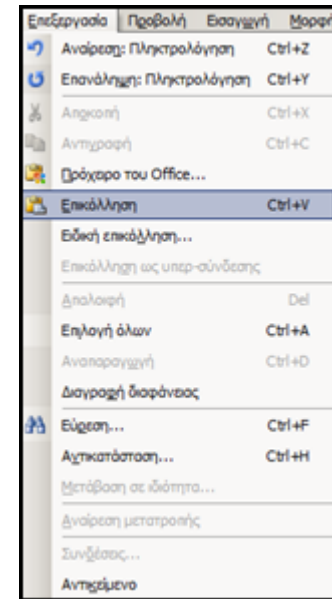 Επεξεργασία Προβολή Εισαγωγή Μορφή
Αναίρεση: Πληκτρολόγηση Ctrl+Z
Επανάληψη: Πληκτρολόγηση Ctrl+Y
Αποκοπή Ctrl+X
Αντιγραφή Ctrl+C
Πρόχειρο του Office...
Επικόλληση Ctrl+V
Ειδική επικόλληση...
Επικόλληση ως υπερ-σύνδεσης
Απαλοιφή Del
Επιλογή όλων Ctrl+A
Αναπαραγωγή Ctrl+D
Διαγραφή διαφάνειας
Εύρεση... Ctrl+F
Αντικατάσταση... Ctrl+H
Μετάβαση σε ιδιότητα...
Αναίρεση μετατροπής
Συνδέσεις...
Αντικείμενο